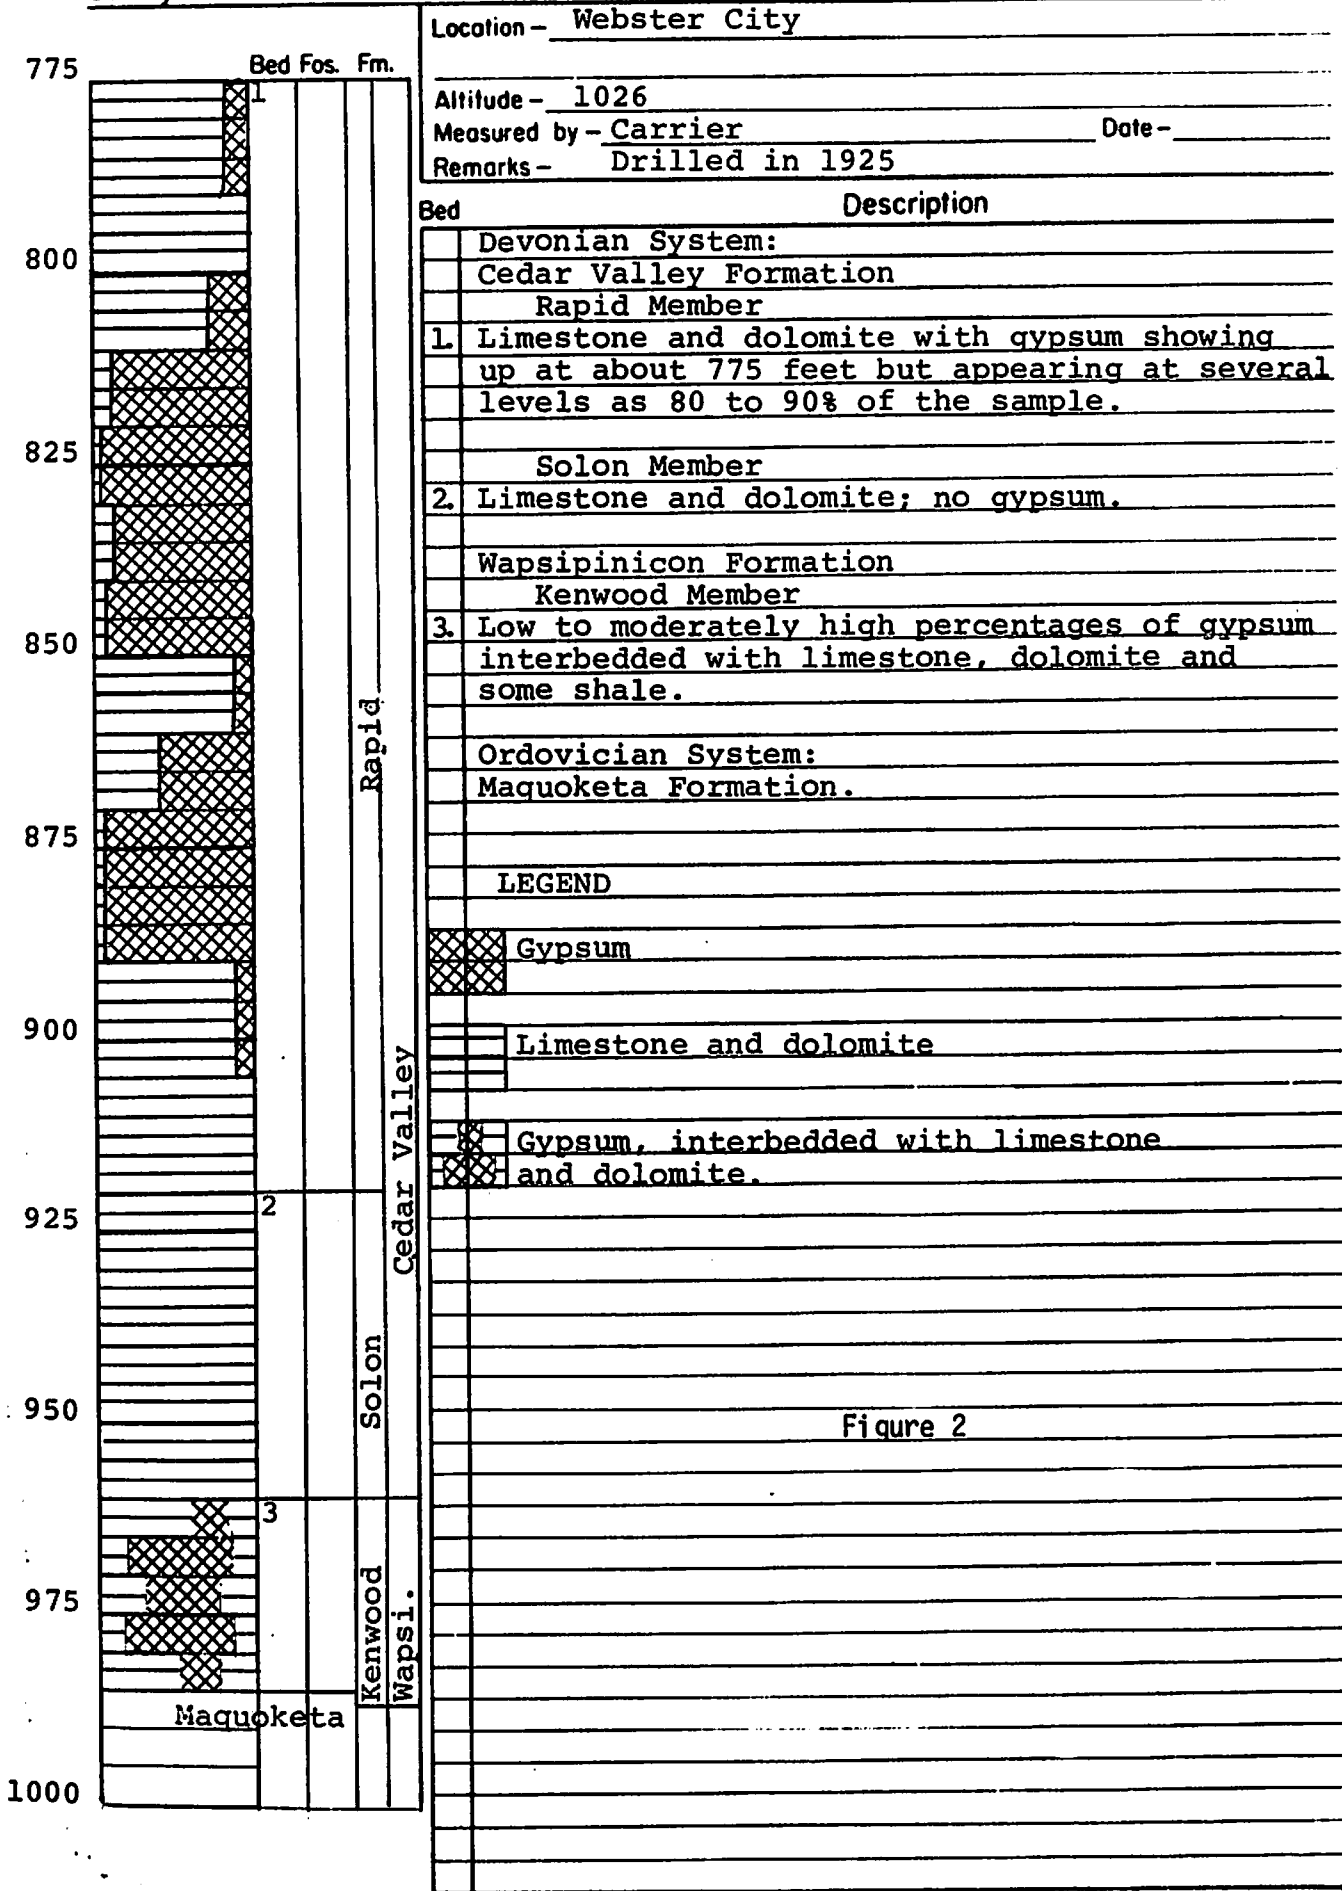 Location – Webster City
Altitude – 1026
Measured by – Carrier Date –
Remarks – Drilled in 1925
Bed Fos. Fm.
775
800
825
850
875
900
925
950
975
1000
1
2
3
Rapid
Solon
Kenwood
Cedar Valley
Wapsi.
Maquoketa
Bed Description
Devonian System:
Cedar Valley Formation
Rapid Member
1. Limestone and dolomite with gypsum showing
up at about 775 feet but appearing at several
levels as 80 to 90% of the sample.
Solon Member
2. Limestone and dolomite; no gypsum.
Wapsipinicon Formation
Kenwood Member
3. Low to moderately high percentages of gypsum
interbedded with limestone, dolomite and
some shale.
Ordovician System:
Maquoketa Formation.
LEGEND
Gypsum
Limestone and dolomite
Gypsum, interbedded with limestone
and dolomite.
Figure 2